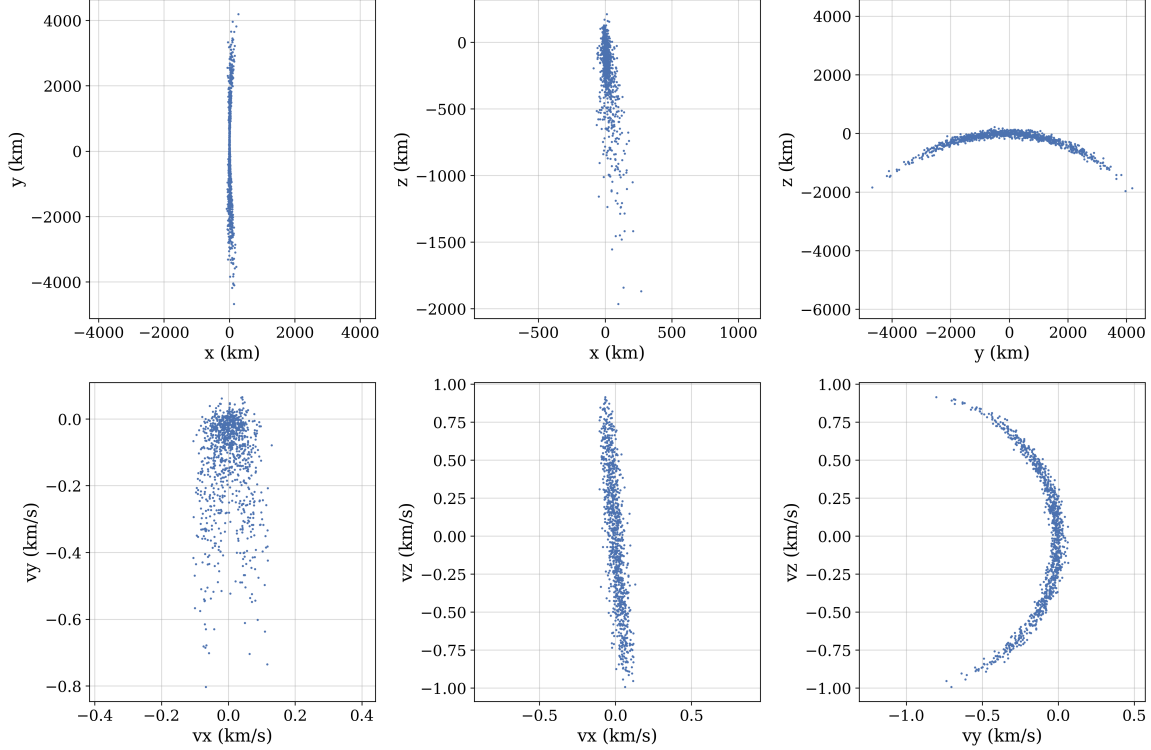 4000
2000
0
−2000
−4000
y (km)
−4000 −2000 0 2000 4000
x (km)
0
−500
−1000
−1500
−2000
z (km)
−500 0 500 1000
x (km)
4000
2000
0
−2000
−4000
−6000
z (km)
−4000 −2000 0 2000 4000
y (km)
0.0
−0.2
−0.4
−0.6
−0.8
vy (km/s)
−0.4 −0.2 0.0 0.2 0.4
vx (km/s)
1.00
0.75
0.50
0.25
0.00
−0.25
−0.50
−0.75
−1.00
vz (km/s)
−0.5 0.0 0.5
vx (km/s)
1.00
0.75
0.50
0.25
0.00
−0.25
−0.50
−0.75
−1.00
vz (km/s)
−1.0 −0.5 0.0 0.5
vy (km/s)